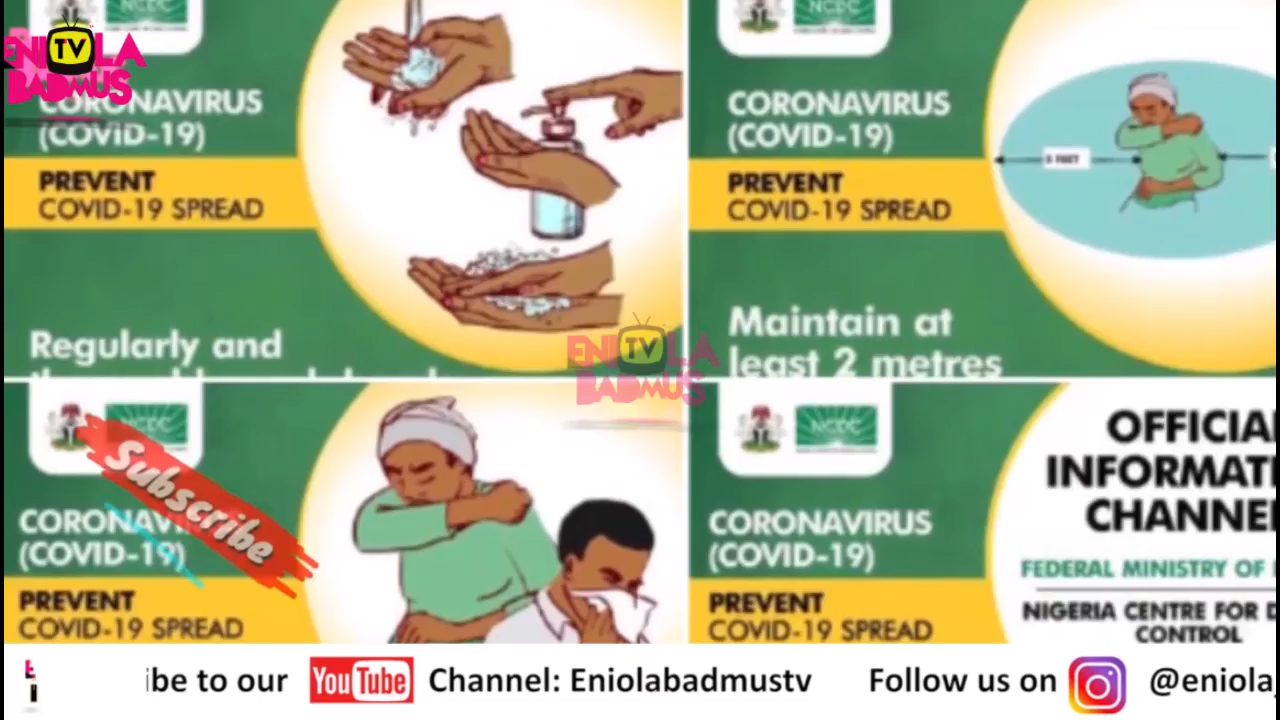 ENIOLA
TV
BADMUS
NCDC
CORONAVIRUS
(COVID-19)
PREVENT
COVID-19 SPREAD
Regularly and
NCDC
CORONAVIRUS
(COVID-19)
PREVENT
COVID-19 SPREAD
Maintain at
least 2 metres
ENIOLA
TV
BADMUS
NCDC
Subscribe
CORONAV
(COVID-19)
PREVENT
COVID-19 SPREAD
NCDC
CORONAVIRUS
(COVID-19)
PREVENT
COVID-19 SPREAD
OFFICIAL
INFORMATI
CHANNEL
FEDERAL MINISTRY OF
NIGERIA CENTRE FOR D
CONTROL
ibe to our YouTube Channel: Eniolabadmustv Follow us on @eniola